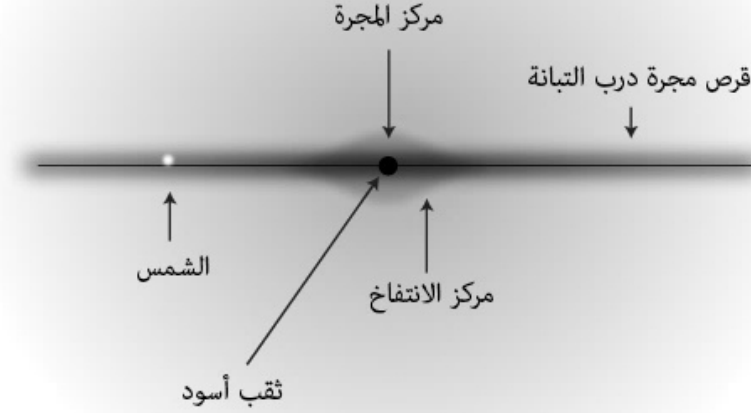 مركز المجرة
قرص مجرة درب التبانة
الشمس
مركز الانتفاخ
ثقب أسود